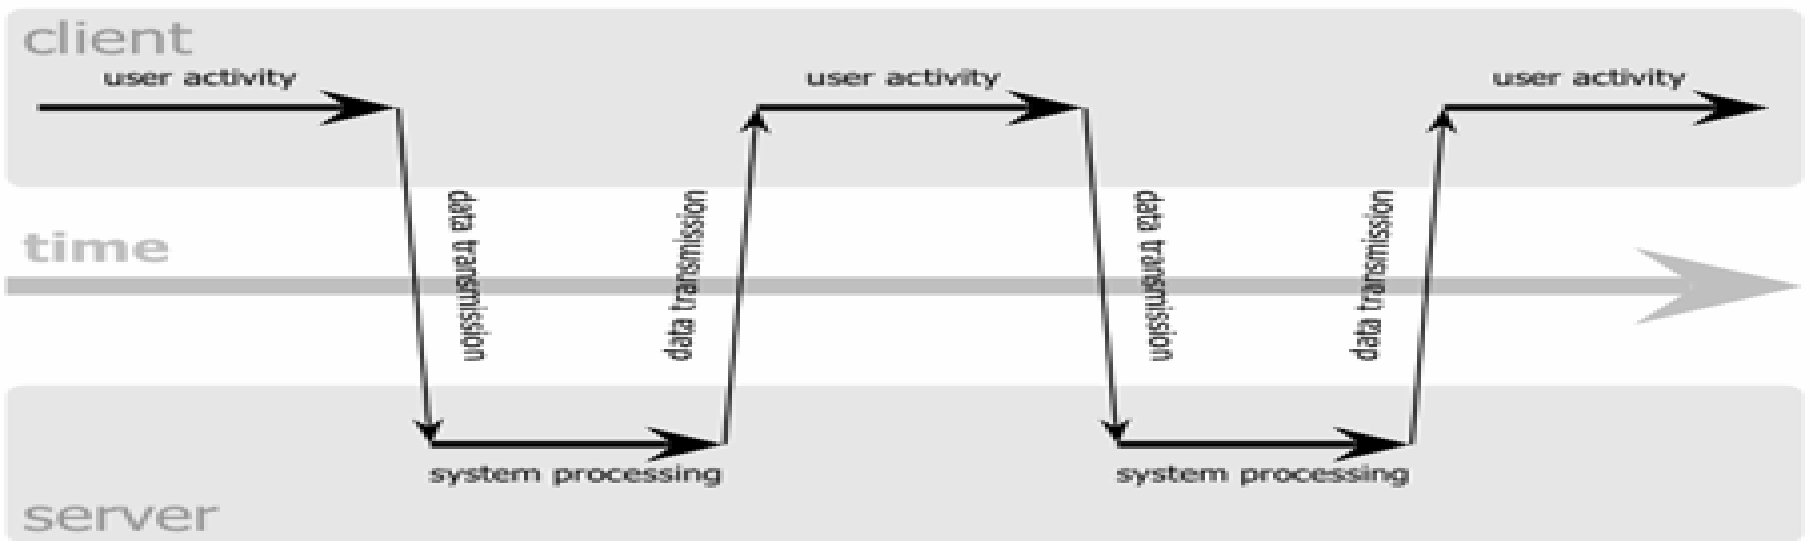 client
user activity
user activity
user activity
data transmission
data transmission
data transmission
data transmission
time
system processing
system processing
server